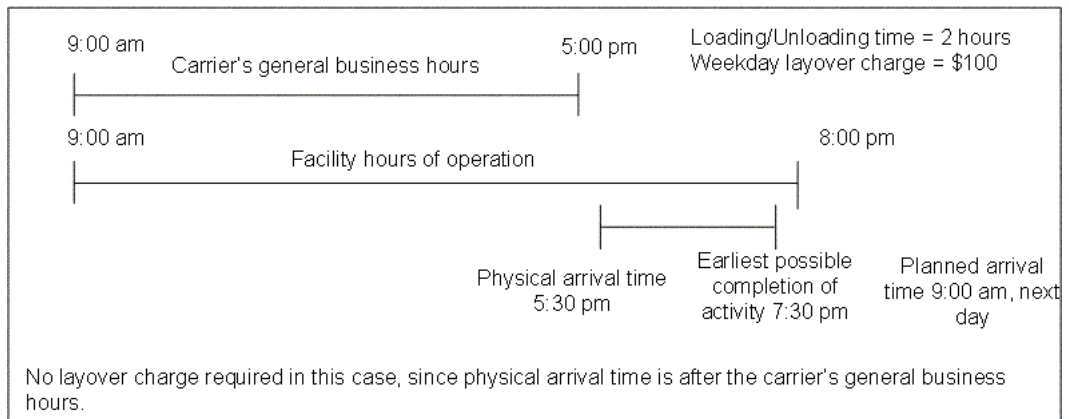 9:00 am
5:00 pm
Loading/Unloading time = 2 hours
Weekday layover charge = $100
Carrier's general business hours
9:00 am
8:00 pm
Facility hours of operation
Physical arrival time
5:30 pm
Earliest possible
completion of
activity 7:30 pm
Planned arrival
time 9:00 am, next
day
No layover charge required in this case, since physical arrival time is after the carrier's general business
hours.